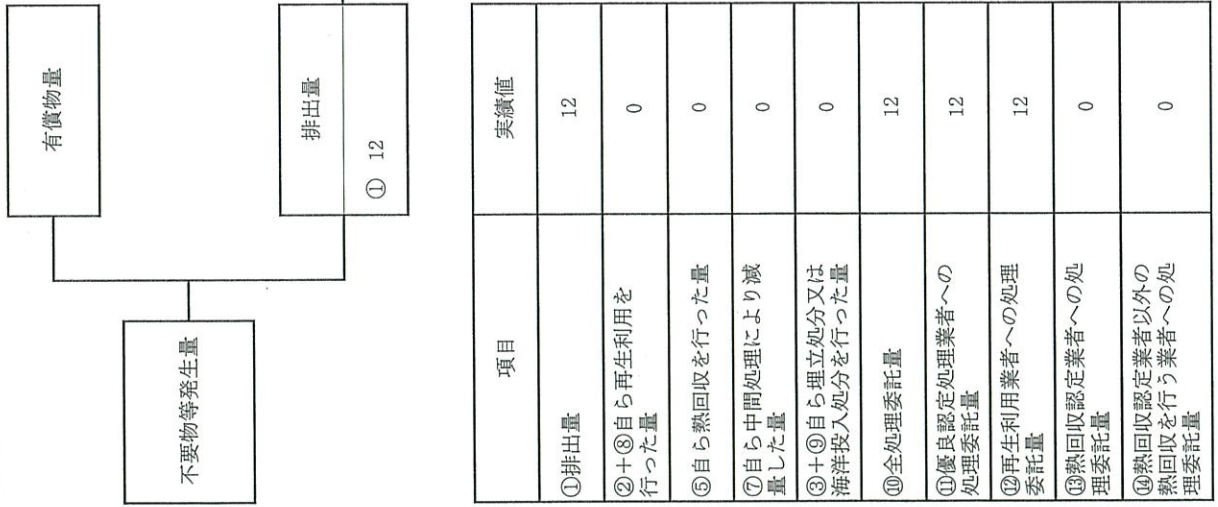 有償物量
不要物等発生量
排出量
① 12
項目
実績値
①排出量
12
②+⑧自ら再生利用を
行った量
0
⑤自ら熱回収を行った量
0
⑦自ら中間処理により減
量した量
0
③+⑨自ら埋立処分又は
海洋投入処分を行った量
0
⑩全処理委託量
12
⑪優良認定処理業者への
処理委託量
12
⑫再生利用業者への処理
委託量
12
⑬熱回収認定業者への処
理委託量
0
⑭熱回収認定業者以外の
熱回収を行う業者への処
理委託量
0